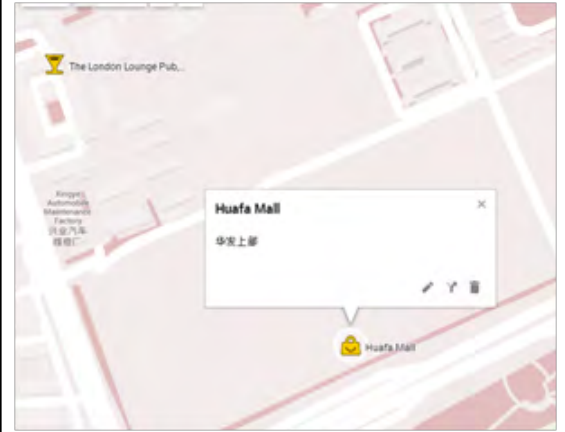 The London Lounge Pub,..
Xingye
Automobile
Maintenance
Factory
兴业汽车
维修厂
Huafa Mall
×
华发上都
Huafa Mall